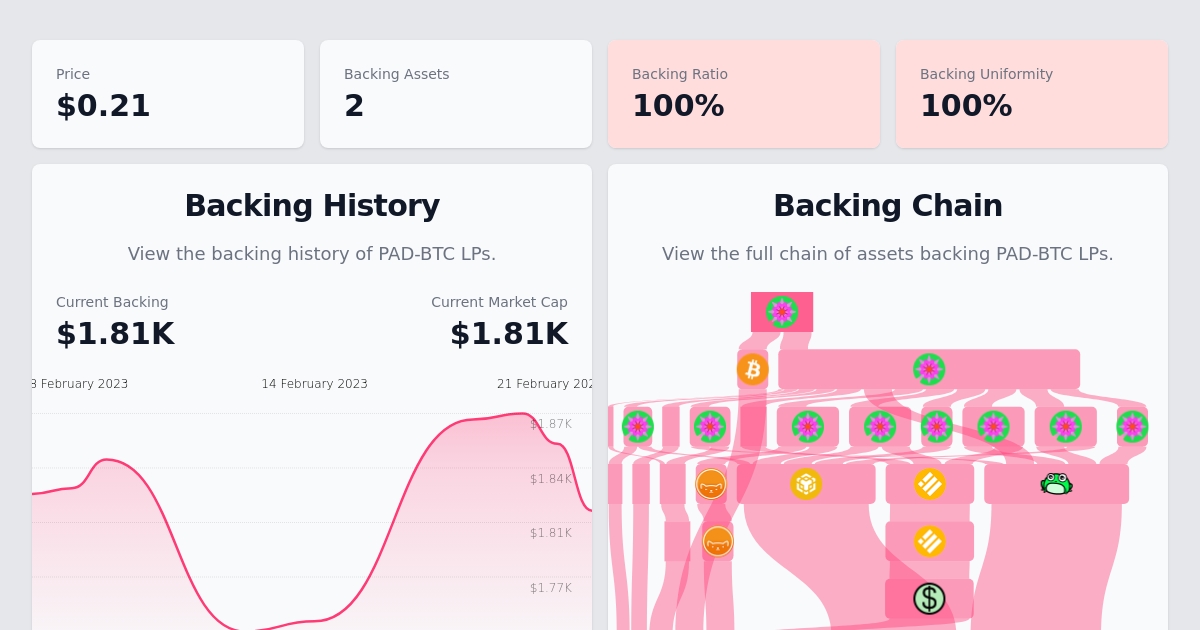 Price
$0.21
Backing Assets
2
Backing Ratio
100%
Backing Uniformity
100%
Backing History
View the backing history of PAD-BTC LPs.
Current Backing
$1.81K
Current Market Cap
$1.81K
8 February 2023
14 February 2023
21 February 202
$1.87K
$1.84K
$1.81K
$1.77K
Backing Chain
View the full chain of assets backing PAD-BTC LPs.